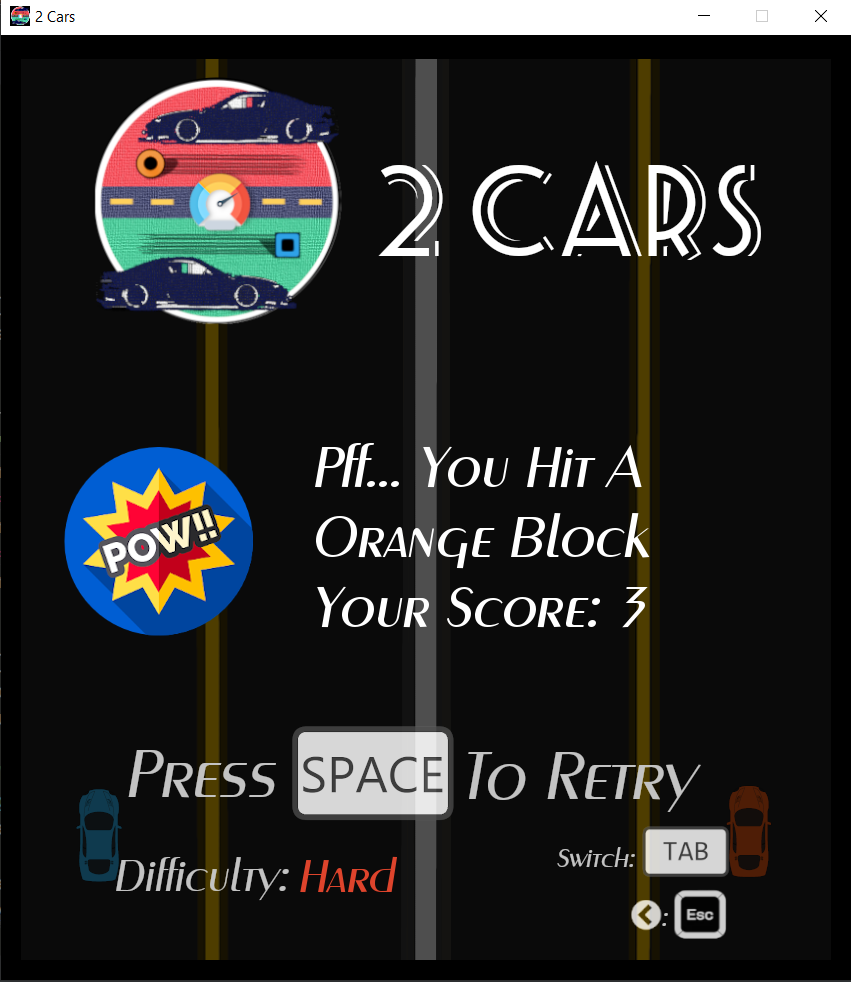 2 Cars
2 CARS
POW!!
Pff... You Hit A
Orange Block
Your Score: 3
Press SPACE To Retry
Difficulty: Hard
Switch: TAB
: Esc